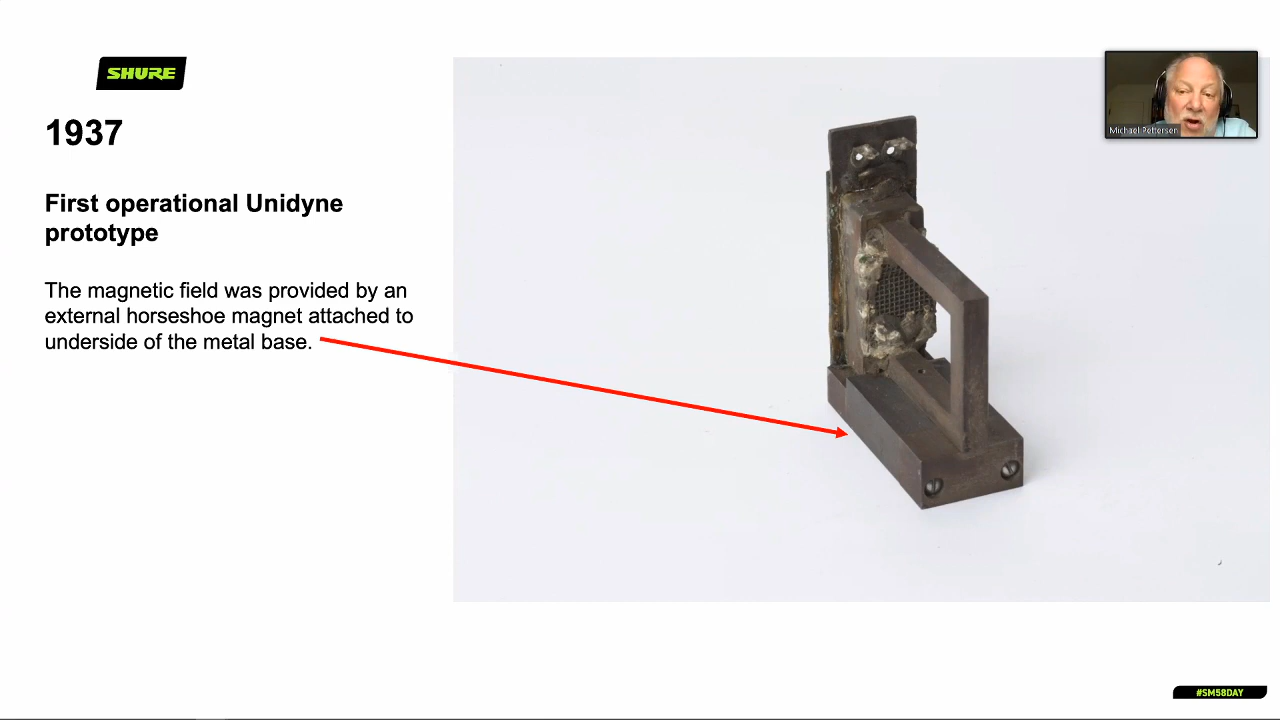 SHURE
1937
First operational Unidyne
prototype
The magnetic field was provided by an
external horseshoe magnet attached to
underside of the metal base.
Michael Pettersen
#SM58DAY